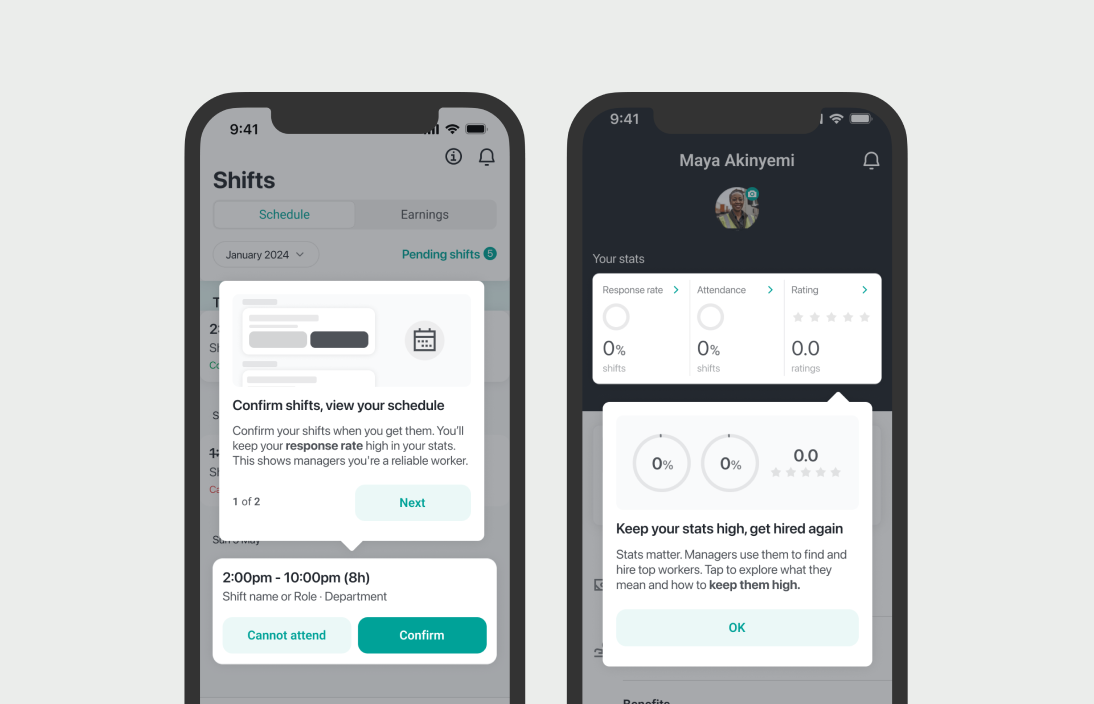 9:41
Shifts
Schedule
Earnings
January 2024
Pending shifts 5
Confirm shifts, view your schedule
Confirm your shifts when you get them. You'll
keep your response rate high in your stats.
This shows managers you're a reliable worker.
1 of 2
Next
2:00pm - 10:00pm (8h)
Shift name or Role · Department
Cannot attend
Confirm
9:41
Maya Akinyemi
Your stats
Response rate
Attendance
Rating
0%
0%
0.0
shifts
shifts
ratings
0%
0%
0.0
Keep your stats high, get hired again
Stats matter. Managers use them to find and
hire top workers. Tap to explore what they
mean and how to keep them high.
OK
Benefits